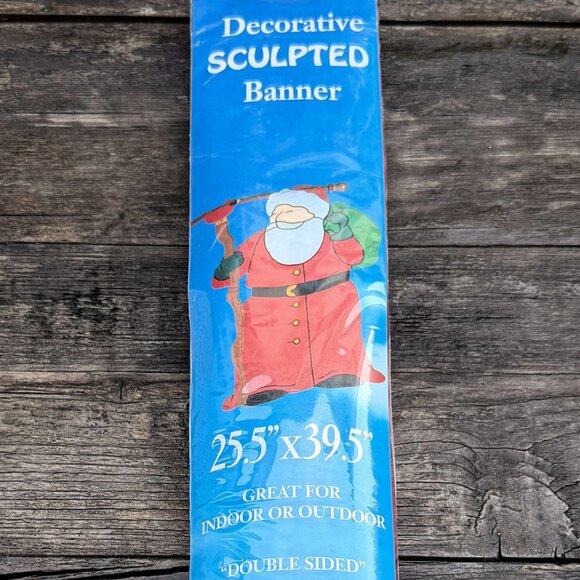 Decorative
SCULPTED
Banner
25.5”x39.5”
GREAT FOR
INDOOR OR OUTDOOR
“DOUBLE SIDED”